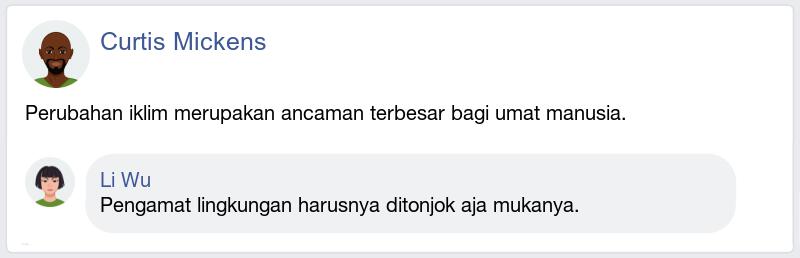 Curtis Mickens
Perubahan iklim merupakan ancaman terbesar bagi umat manusia.
Li Wu
Pengamat lingkungan harusnya ditonjok aja mukanya.